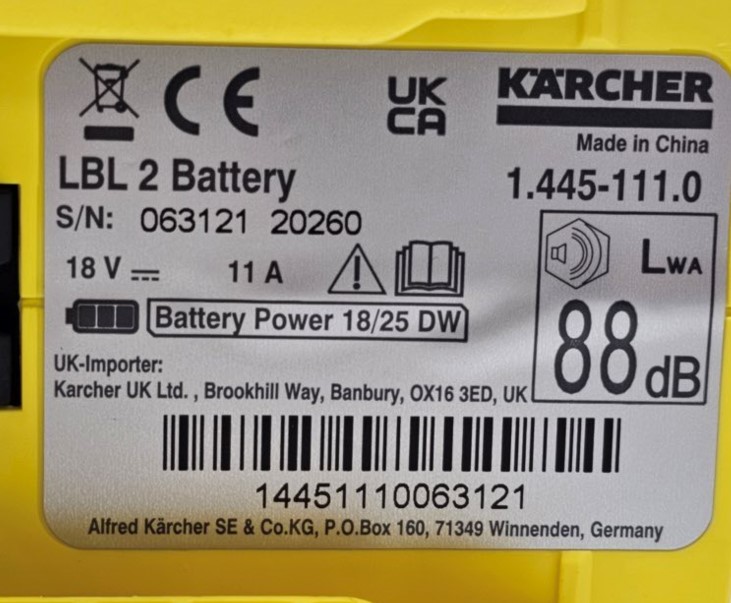 CE
UK
CA
KÄRCHER
Made in China
LBL 2 Battery
1.445-111.0
S/N: 063121 20260
18 V ⎓ 11 A
LWA
88 dB
Battery Power 18/25 DW
UK-Importer:
Karcher UK Ltd. , Brookhill Way, Banbury, OX16 3ED, UK
14451110063121
Alfred Kärcher SE & Co.KG, P.O.Box 160, 71349 Winnenden, Germany